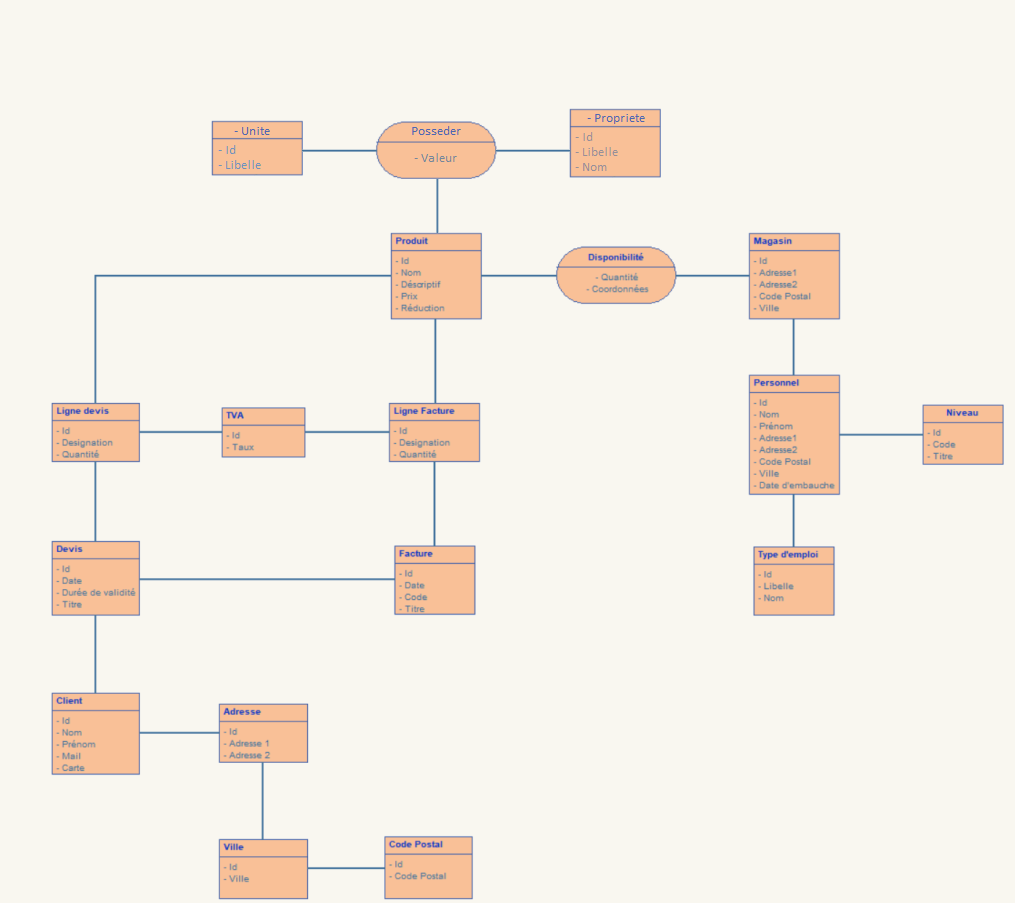 - Unite
- Id
- Libelle
Posseder
- Valeur
- Propriete
- Id
- Libelle
- Nom
Produit
- Id
- Nom
- Déscriptif
- Prix
- Réduction
Disponibilité
- Quantité
- Coordonnées
Magasin
- Id
- Adresse1
- Adresse2
- Code Postal
- Ville
Ligne devis
- Id
- Designation
- Quantité
TVA
- Id
- Taux
Ligne Facture
- Id
- Designation
- Quantité
Personnel
- Id
- Nom
- Prénom
- Adresse1
- Adresse2
- Code Postal
- Ville
- Date d'embauche
Niveau
- Id
- Code
- Titre
Devis
- Id
- Date
- Durée de validité
- Titre
Facture
- Id
- Date
- Code
- Titre
Type d'emploi
- Id
- Libelle
- Nom
Client
- Id
- Nom
- Prénom
- Mail
- Carte
Adresse
- Id
- Adresse 1
- Adresse 2
Ville
- Id
- Ville
Code Postal
- Id
- Code Postal